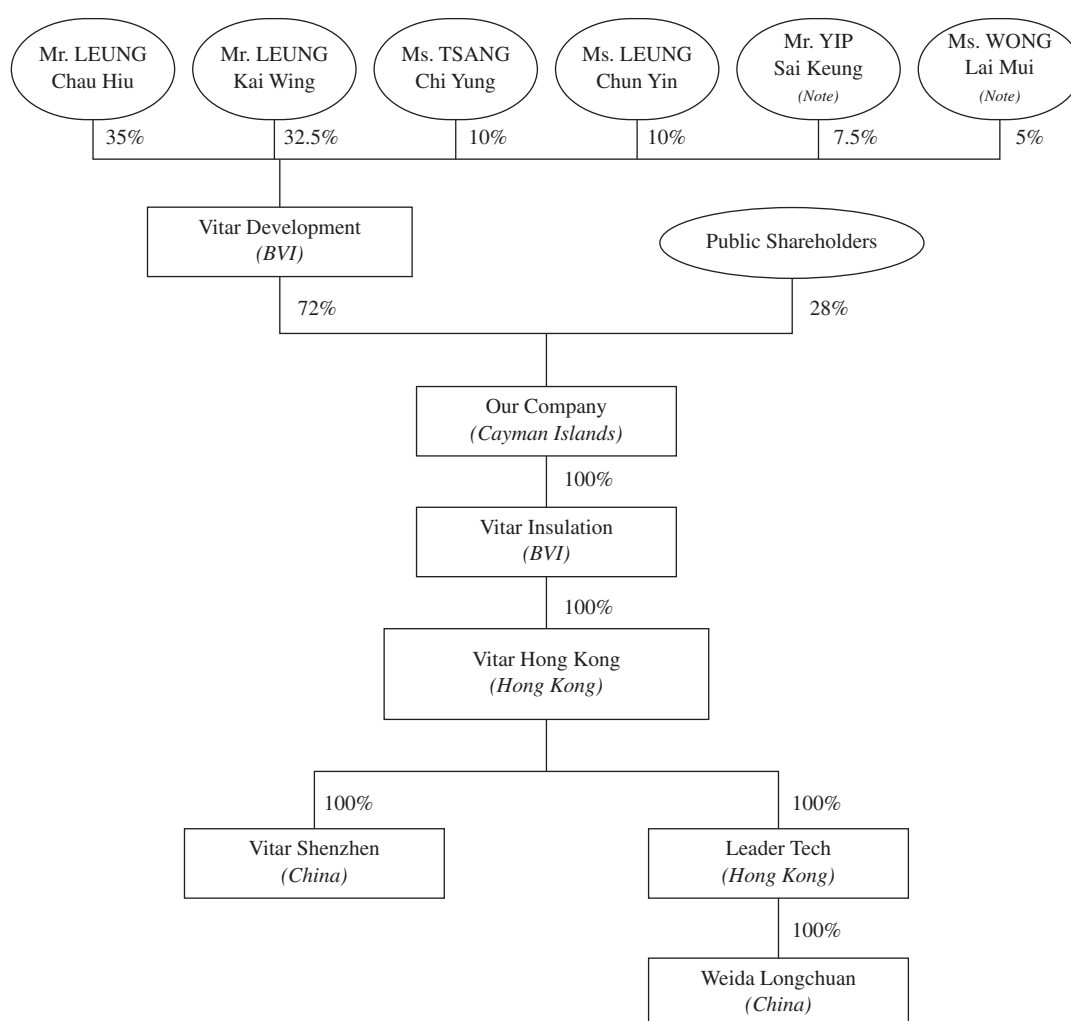 Mr. LEUNG
Chau Hiu
Mr. LEUNG
Kai Wing
Ms. TSANG
Chi Yung
Ms. LEUNG
Chun Yin
Mr. YIP
Sai Keung
(Note)
Ms. WONG
Lai Mui
(Note)
35%
32.5%
10%
10%
7.5%
5%
Vitar Development
(BVI)
Public Shareholders
72%
28%
Our Company
(Cayman Islands)
100%
Vitar Insulation
(BVI)
100%
Vitar Hong Kong
(Hong Kong)
100%
100%
Vitar Shenzhen
(China)
Leader Tech
(Hong Kong)
100%
Weida Longchuan
(China)